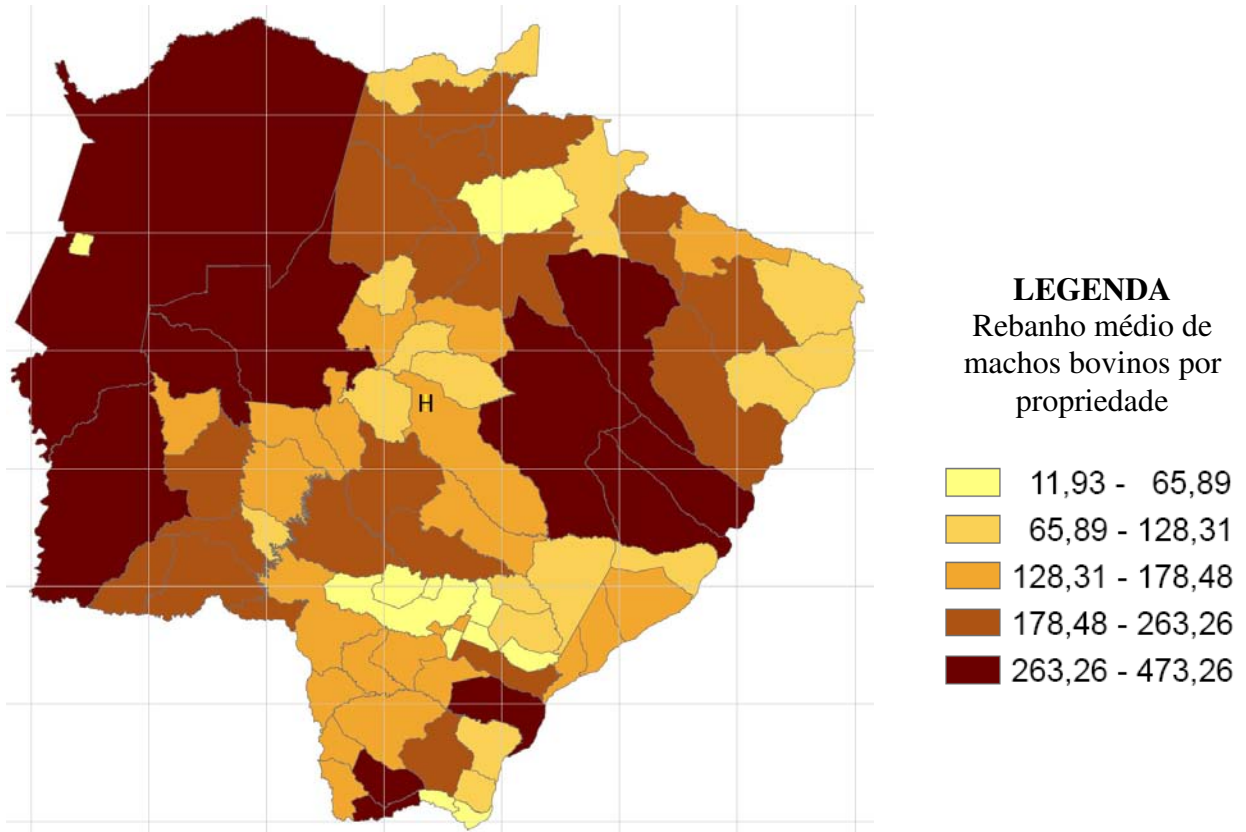 H
LEGENDA
Rebanho médio de
machos bovinos por
propriedade
11,93 - 65,89
65,89 - 128,31
128,31 - 178,48
178,48 - 263,26
263,26 - 473,26